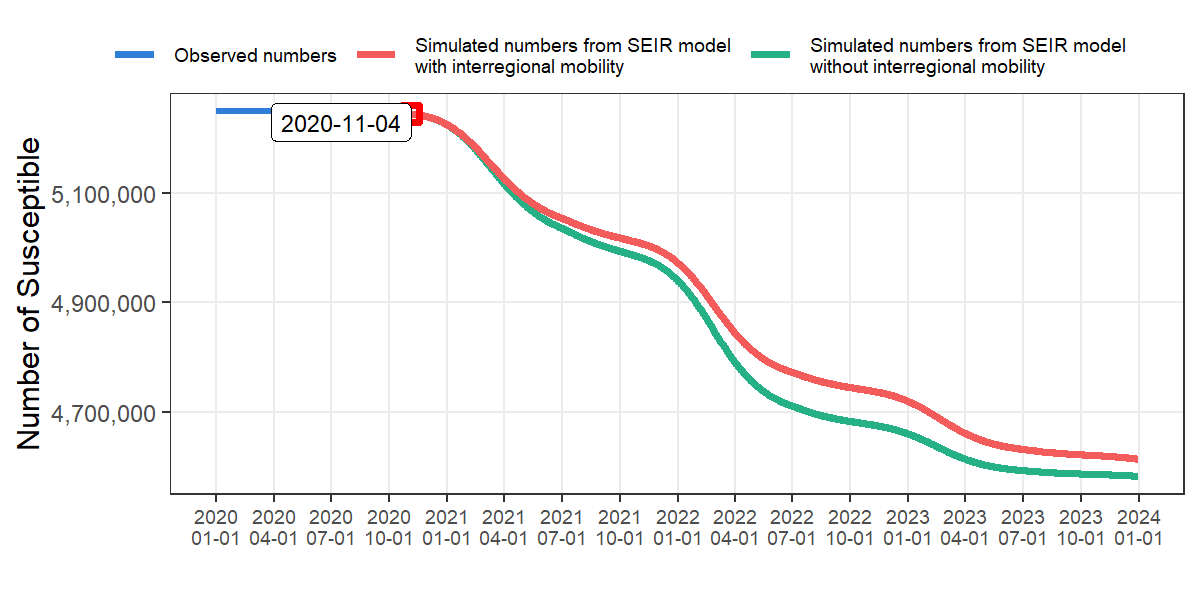 Observed numbers
Simulated numbers from SEIR model
with interregional mobility
Simulated numbers from SEIR model
without interregional mobility
Number of Susceptible
5,100,000
4,900,000
4,700,000
2020-11-04
2020 2020 2020 2020 2021 2021 2021 2021 2022 2022 2022 2022 2023 2023 2023 2023 2024
01-01 04-01 07-01 10-01 01-01 04-01 07-01 10-01 01-01 04-01 07-01 10-01 01-01 04-01 07-01 10-01 01-01